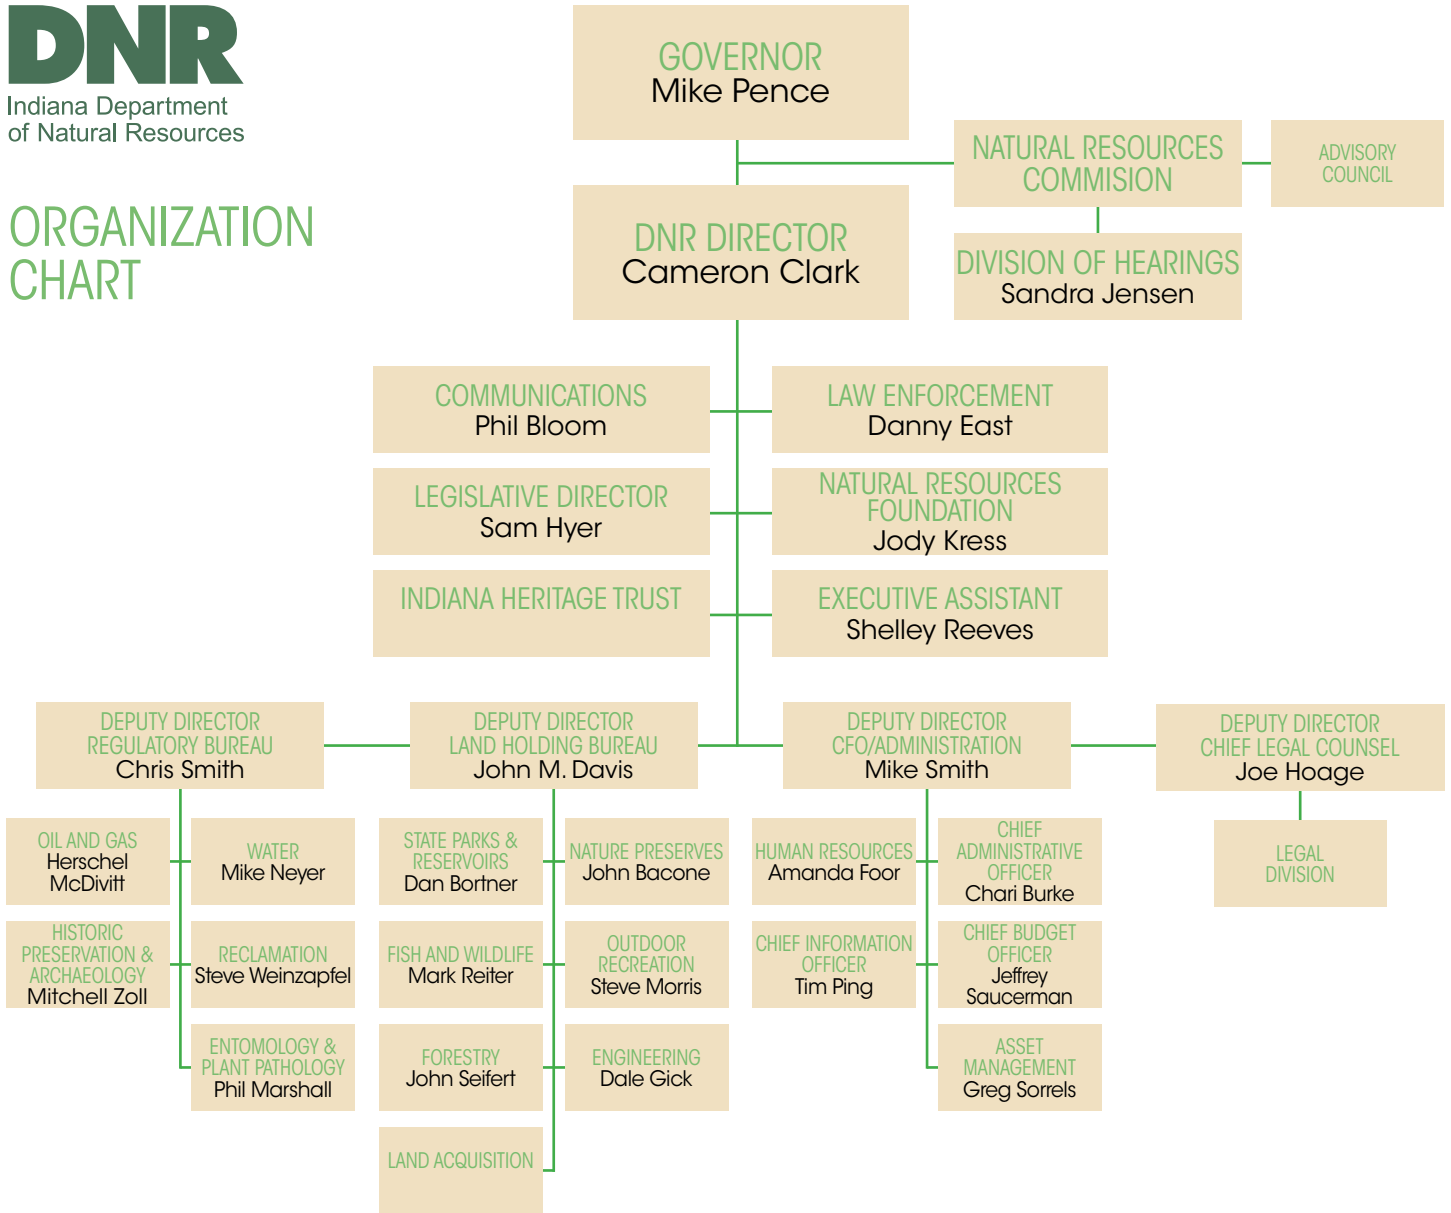 DNR
Indiana Department
of Natural Resources
ORGANIZATION
CHART
GOVERNOR
Mike Pence
NATURAL RESOURCES
COMMISION
ADVISORY
COUNCIL
DNR DIRECTOR
Cameron Clark
DIVISION OF HEARINGS
Sandra Jensen
COMMUNICATIONS
Phil Bloom
LAW ENFORCEMENT
Danny East
LEGISLATIVE DIRECTOR
Sam Hyer
NATURAL RESOURCES
FOUNDATION
Jody Kress
INDIANA HERITAGE TRUST
EXECUTIVE ASSISTANT
Shelley Reeves
DEPUTY DIRECTOR
REGULATORY BUREAU
Chris Smith
DEPUTY DIRECTOR
LAND HOLDING BUREAU
John M. Davis
DEPUTY DIRECTOR
CFO/ADMINISTRATION
Mike Smith
DEPUTY DIRECTOR
CHIEF LEGAL COUNSEL
Joe Hoage
OIL AND GAS
Herschel
McDivitt
WATER
Mike Neyer
STATE PARKS &
RESERVOIRS
Dan Bortner
NATURE PRESERVES
John Bacone
HUMAN RESOURCES
Amanda Foor
CHIEF
ADMINISTRATIVE
OFFICER
Chari Burke
LEGAL
DIVISION
HISTORIC
PRESERVATION &
ARCHAEOLOGY
Mitchell Zoll
RECLAMATION
Steve Weinzapfel
FISH AND WILDLIFE
Mark Reiter
OUTDOOR
RECREATION
Steve Morris
CHIEF INFORMATION
OFFICER
Tim Ping
CHIEF BUDGET
OFFICER
Jeffrey
Saucerman
ENTOMOLOGY &
PLANT PATHOLOGY
Phil Marshall
FORESTRY
John Seifert
ENGINEERING
Dale Gick
ASSET
MANAGEMENT
Greg Sorrels
LAND ACQUISITION